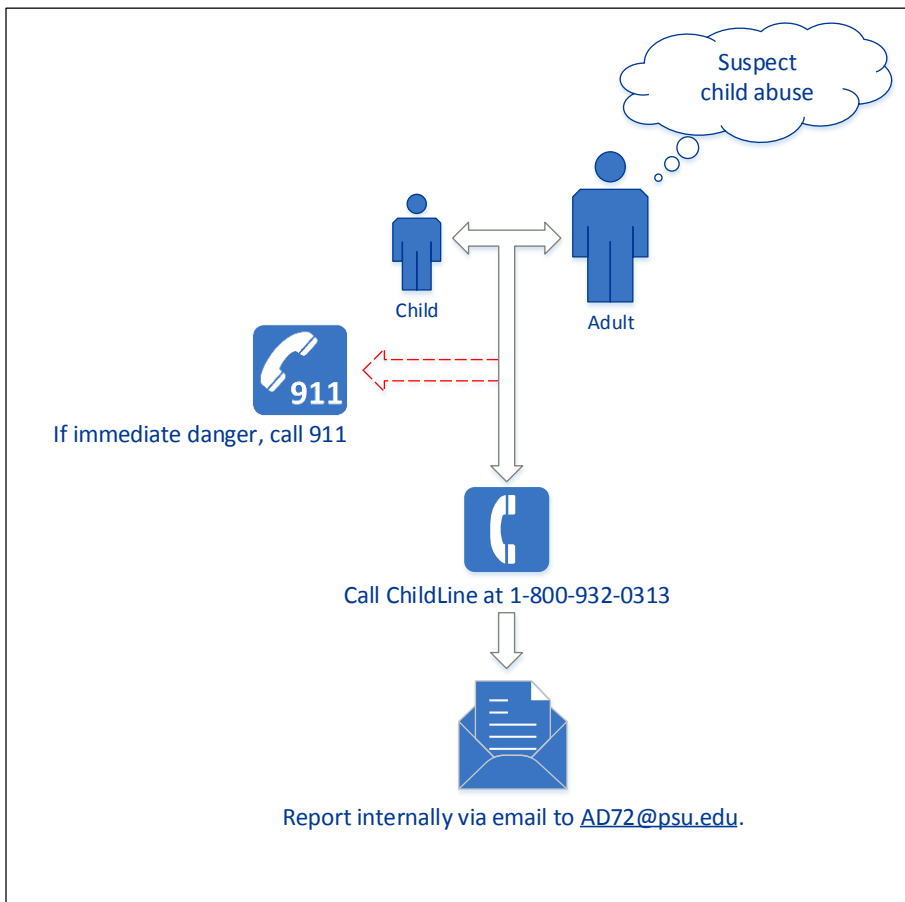 Suspect
child abuse
Child
Adult
911
If immediate danger, call 911
Call ChildLine at 1-800-932-0313
Report internally via email to AD72@psu.edu.